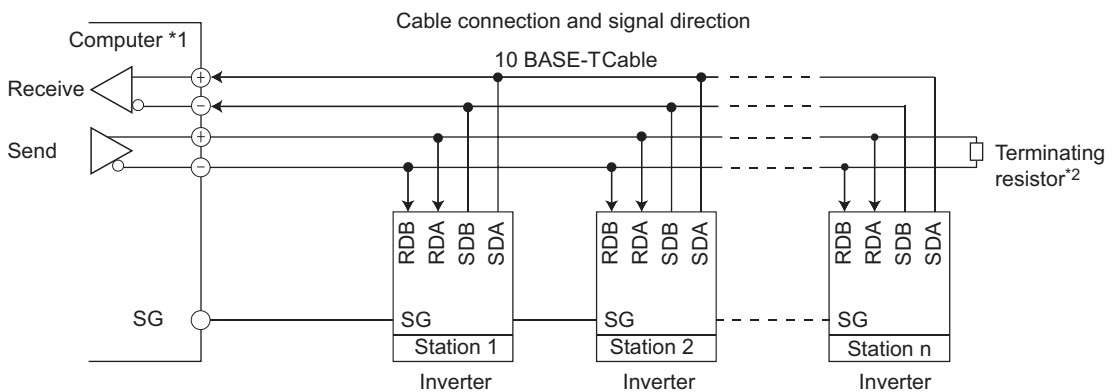 Cable connection and signal direction
Computer *1
10 BASE-TCable
Receive
+
−
Send
+
−
Terminating
resistor*2
RDB
RDA
SDB
SDA
RDB
RDA
SDB
SDA
RDB
RDA
SDB
SDA
SG
SG
SG
SG
Station 1
Station 2
Station n
Inverter
Inverter
Inverter